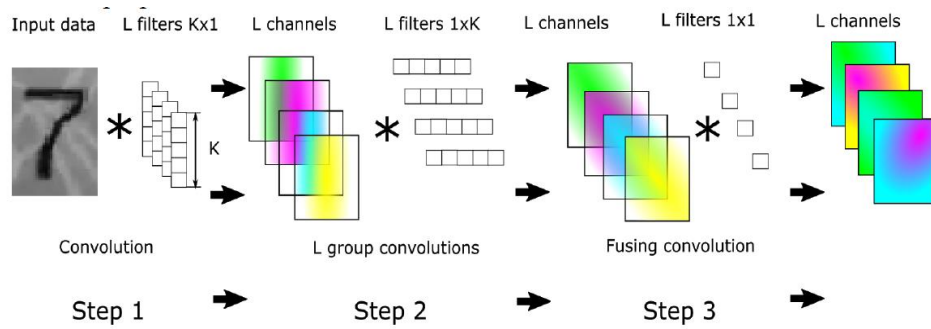 Input data
L filters Kx1
L channels
L filters 1xK
L channels
L filters 1x1
L channels
7
K
Convolution
L group convolutions
Fusing convolution
Step 1
Step 2
Step 3